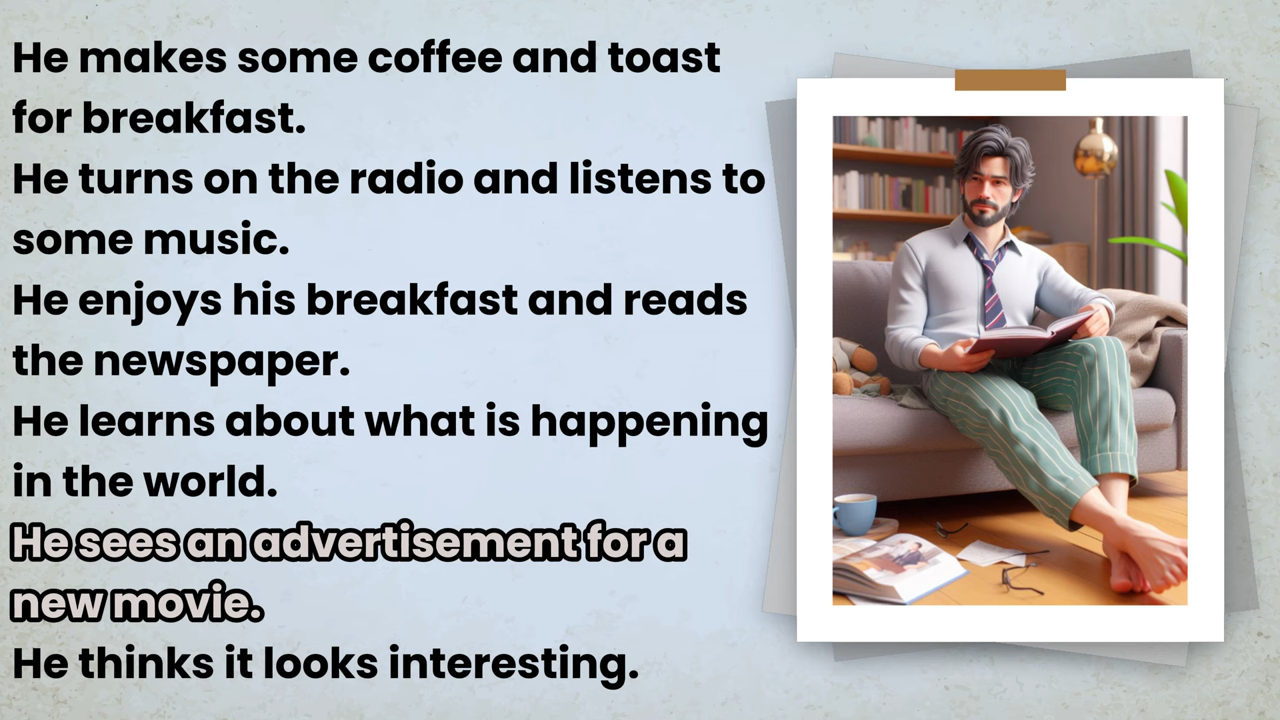 He makes some coffee and toast
for breakfast.
He turns on the radio and listens to
some music.
He enjoys his breakfast and reads
the newspaper.
He learns about what is happening
in the world.
He sees an advertisement for a
new movie.
He thinks it looks interesting.